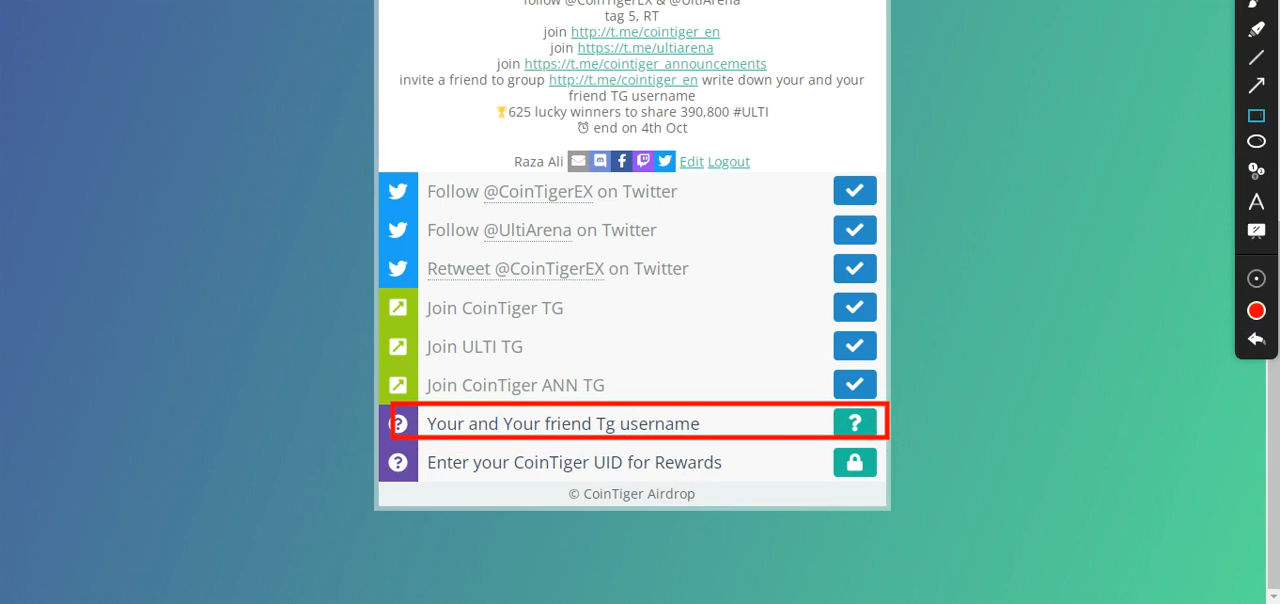 follow @CoinTigerEX & @UltiArena
tag 5, RT
join http://t.me/cointiger_en
join https://t.me/ultiarena
join https://t.me/cointiger_announcements
invite a friend to group http://t.me/cointiger_en write down your and your
friend TG username
🏆625 lucky winners to share 390,800 #ULTI
⏰ end on 4th Oct
Raza Ali Edit Logout
Follow @CoinTigerEX on Twitter
Follow @UltiArena on Twitter
Retweet @CoinTigerEX on Twitter
Join CoinTiger TG
Join ULTI TG
Join CoinTiger ANN TG
Your and Your friend Tg username
Enter your CoinTiger UID for Rewards
© CoinTiger Airdrop